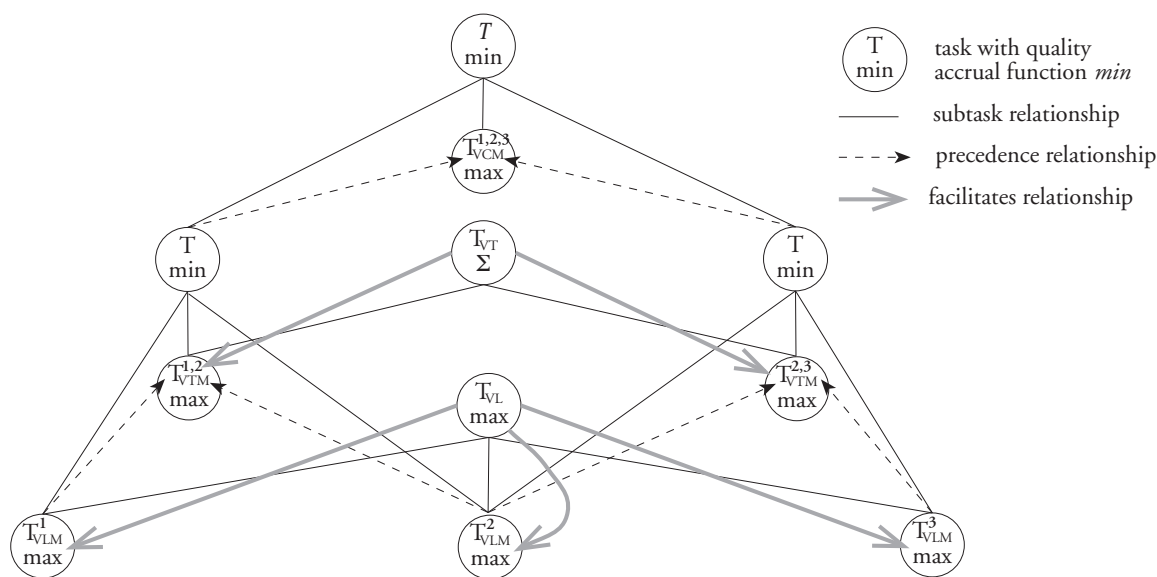 T
min
T
min
task with quality
accrual function min
subtask relationship
precedence relationship
facilitates relationship
T^{1,2,3}_{VCM}
max
T
min
T_{VT}
Σ
T
min
T^{1,2}_{VTM}
max
T_{VL}
max
T^{2,3}_{VTM}
max
T^{1}_{VLM}
max
T^{2}_{VLM}
max
T^{3}_{VLM}
max